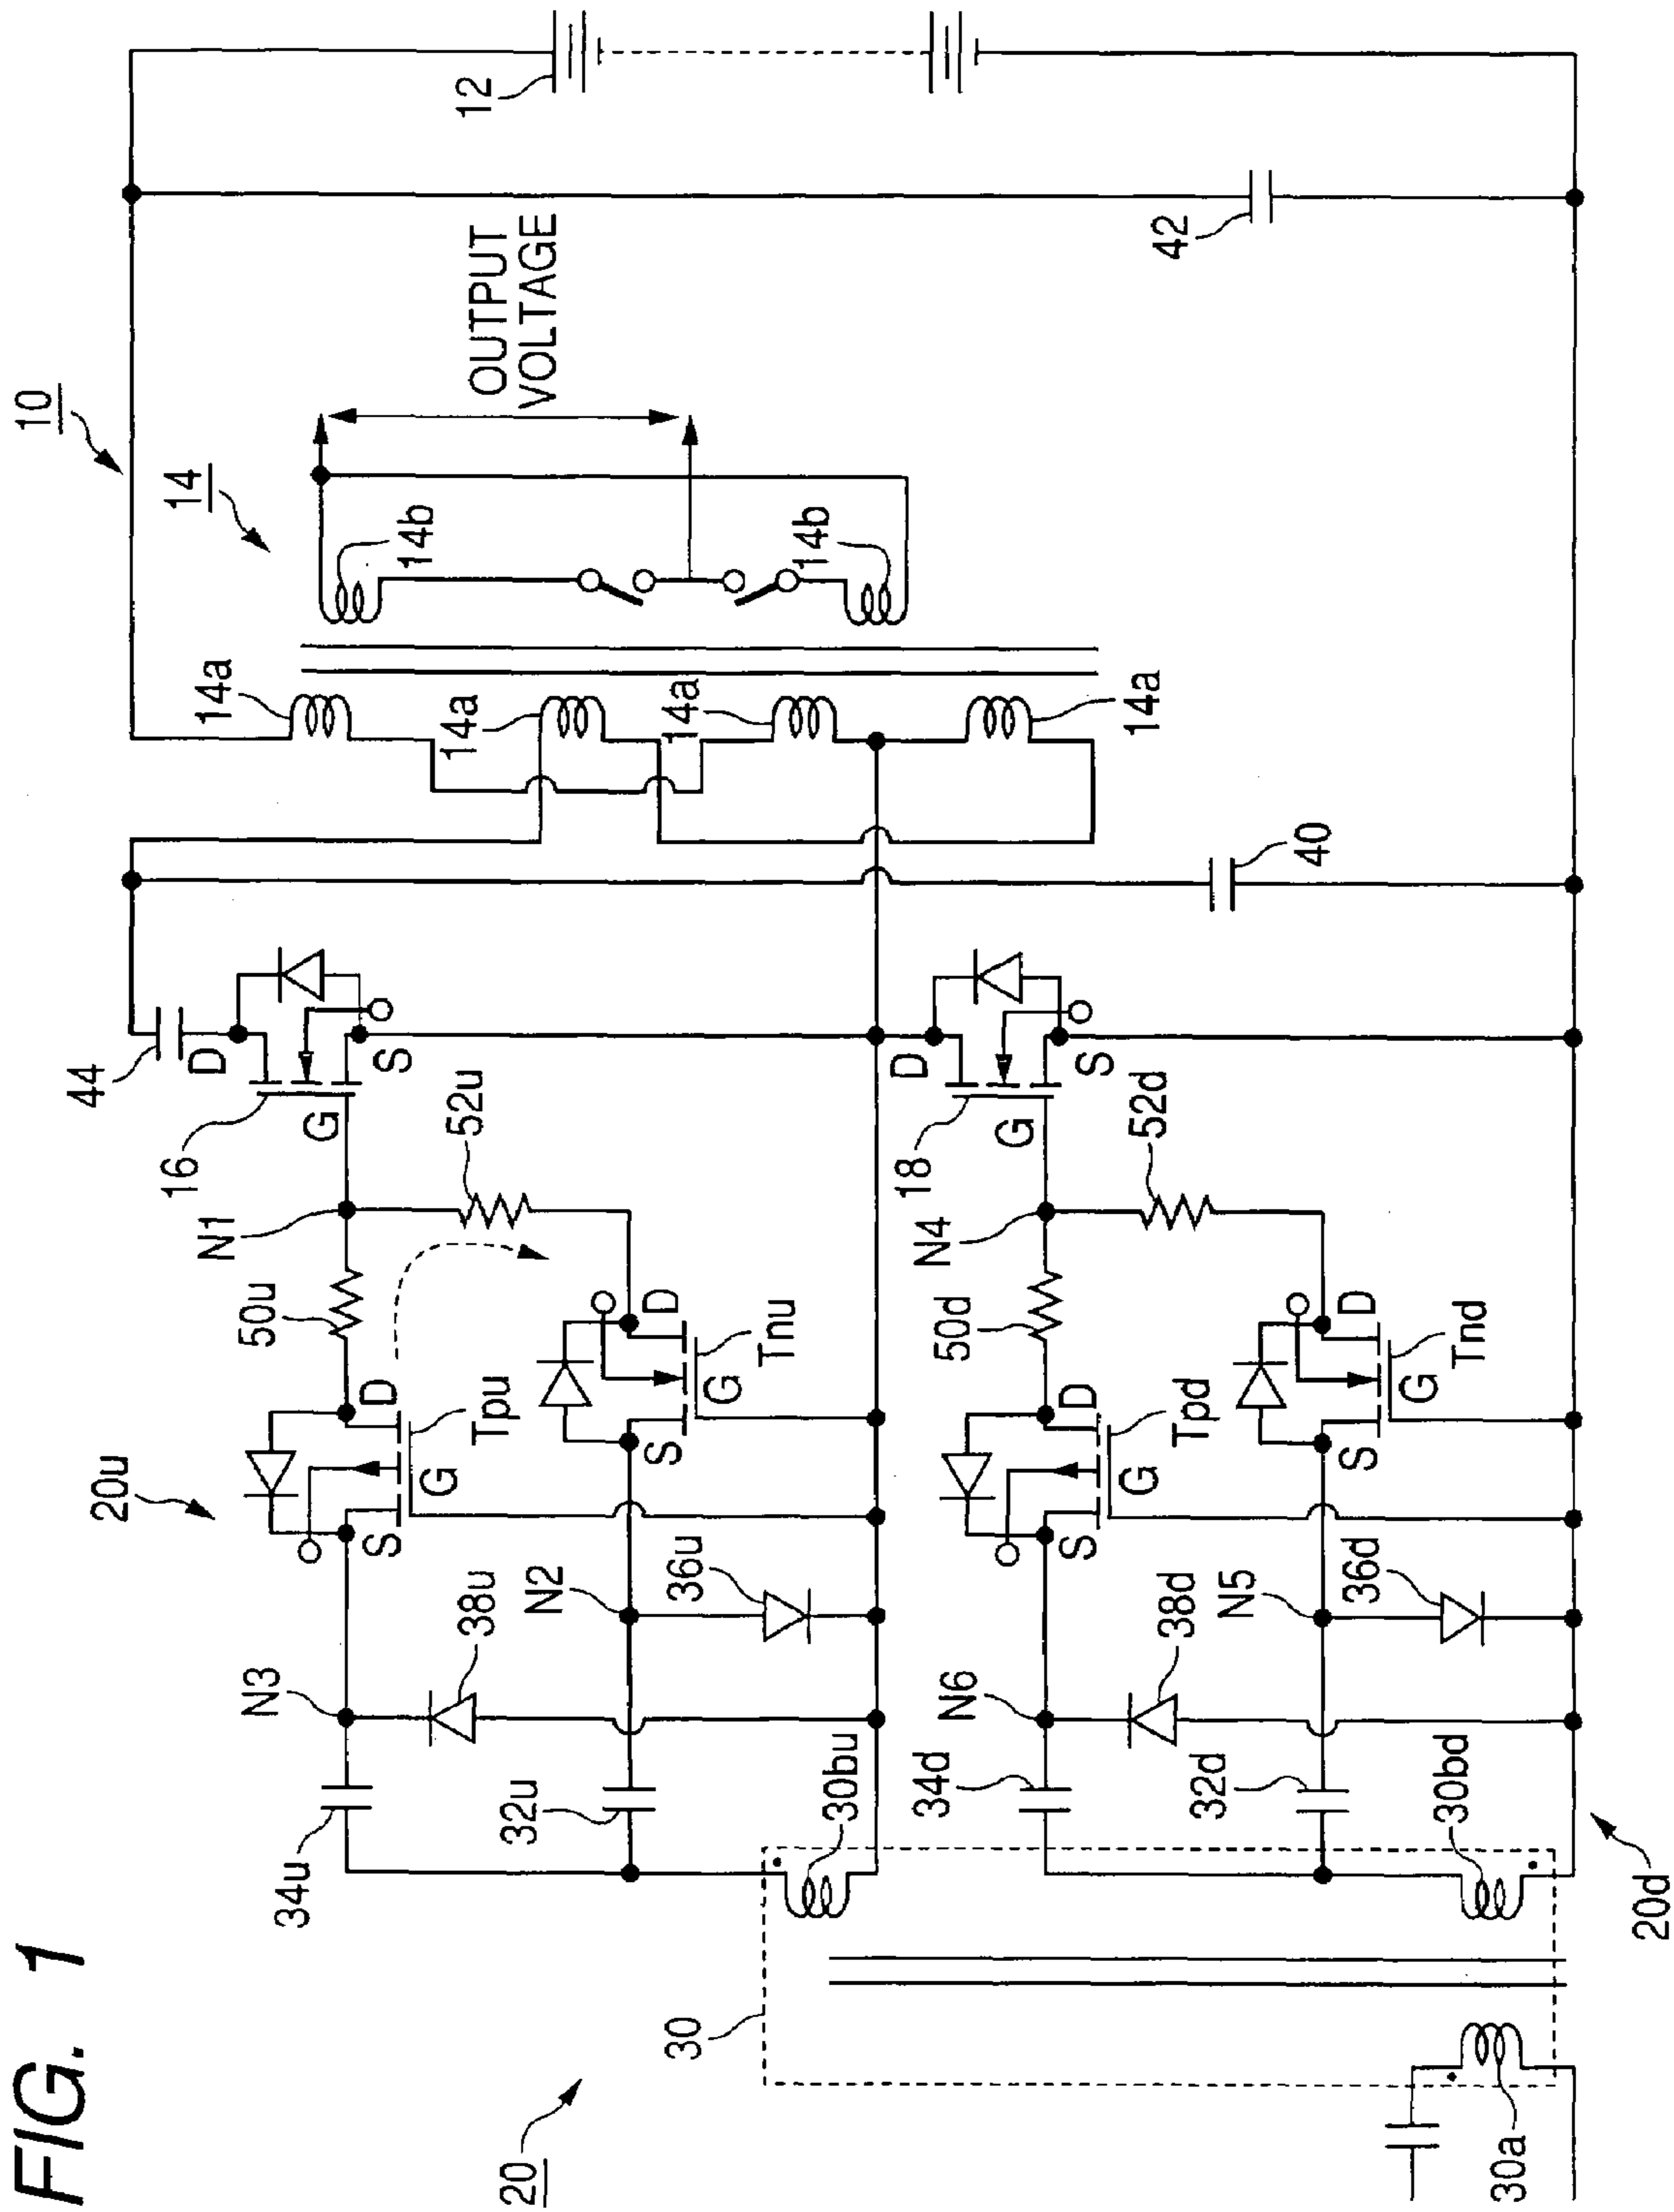 FIG. 1
10
12
14
14a
14a
14a
14a
14b
14b
OUTPUT
VOLTAGE
42
40
44
D
S
G
16
52u
N1
50u
D
S
G
Tpu
D
S
G
Tnu
20u
N3
38u
N2
36u
34u
32u
30bu
D
S
G
18
52d
N4
50d
D
S
G
Tpd
D
S
G
Tnd
N6
38d
N5
36d
34d
32d
30bd
20d
30
20
30a